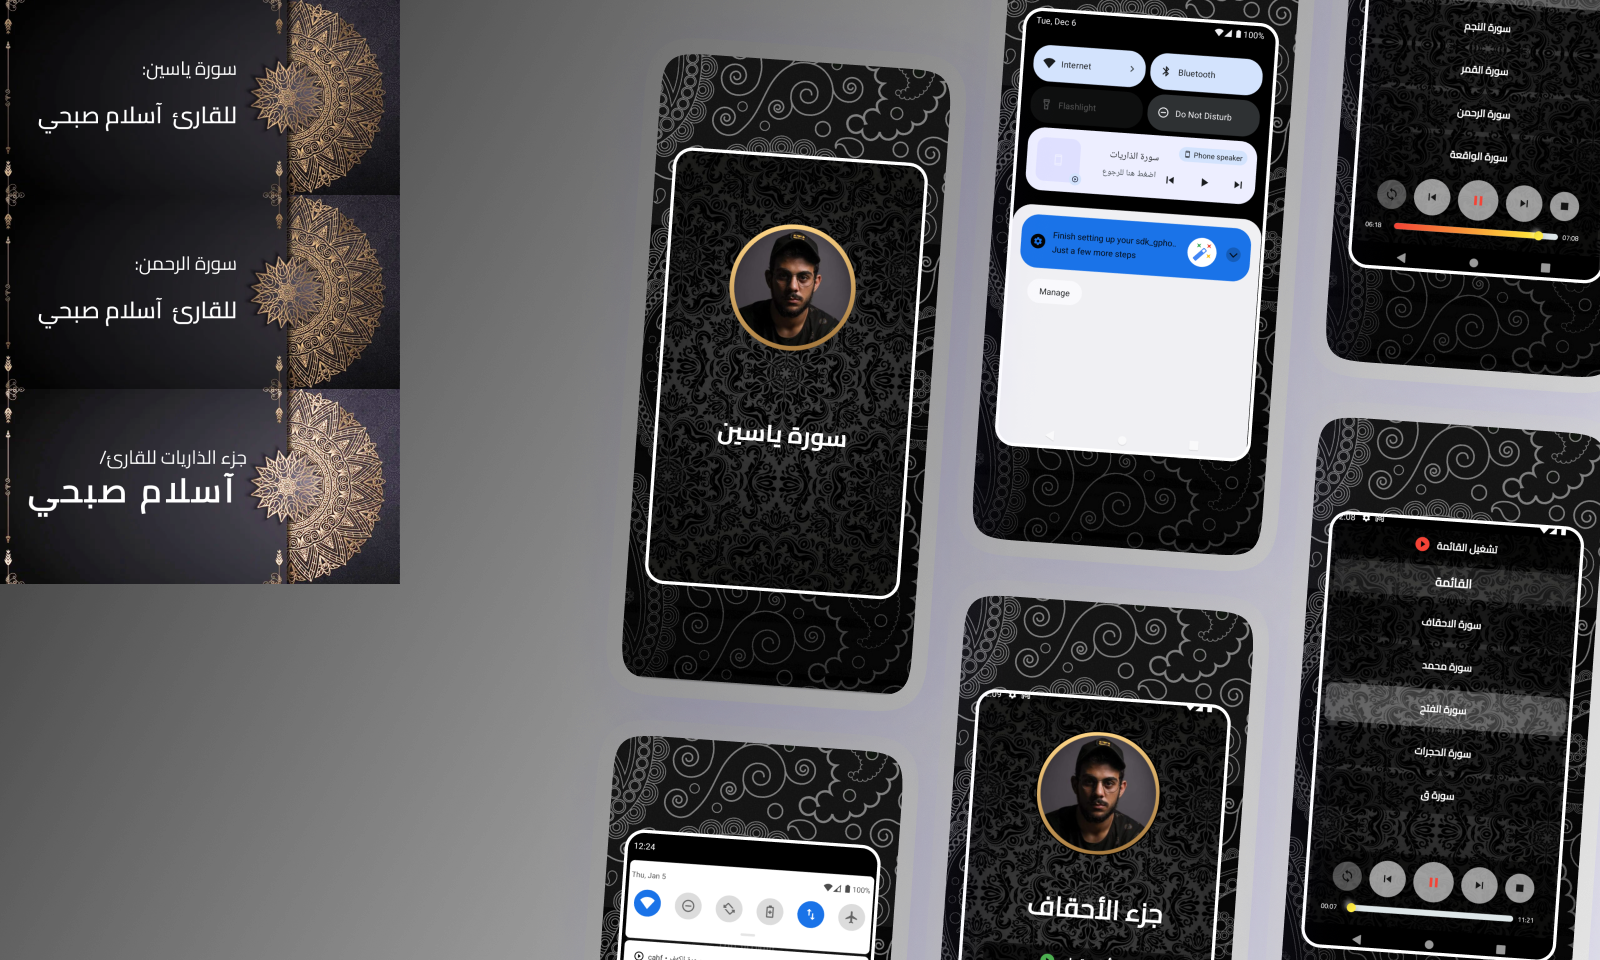 سورة ياسين:
للقارئ آسلام صبحي
سورة الرحمن:
للقارئ آسلام صبحي
جزء الذاريات للقارئ/
آسلام صبحي
سورة ياسين
12:24
Thu, Jan 5
100%
Tue, Dec 6
100%
Internet
Bluetooth
Flashlight
Do Not Disturb
سورة الذاريات
Phone speaker
اضغط هنا للرجوع
Finish setting up your sdk_gpho..
Just a few more steps
Manage
جزء الأحقاف
سورة النجم
سورة القمر
سورة الرحمن
سورة الواقعة
06:18
07:08
تشغيل القائمة
القائمة
سورة الاحقاف
سورة محمد
سورة الفتح
سورة الحجرات
سورة ق
00:07
11:21